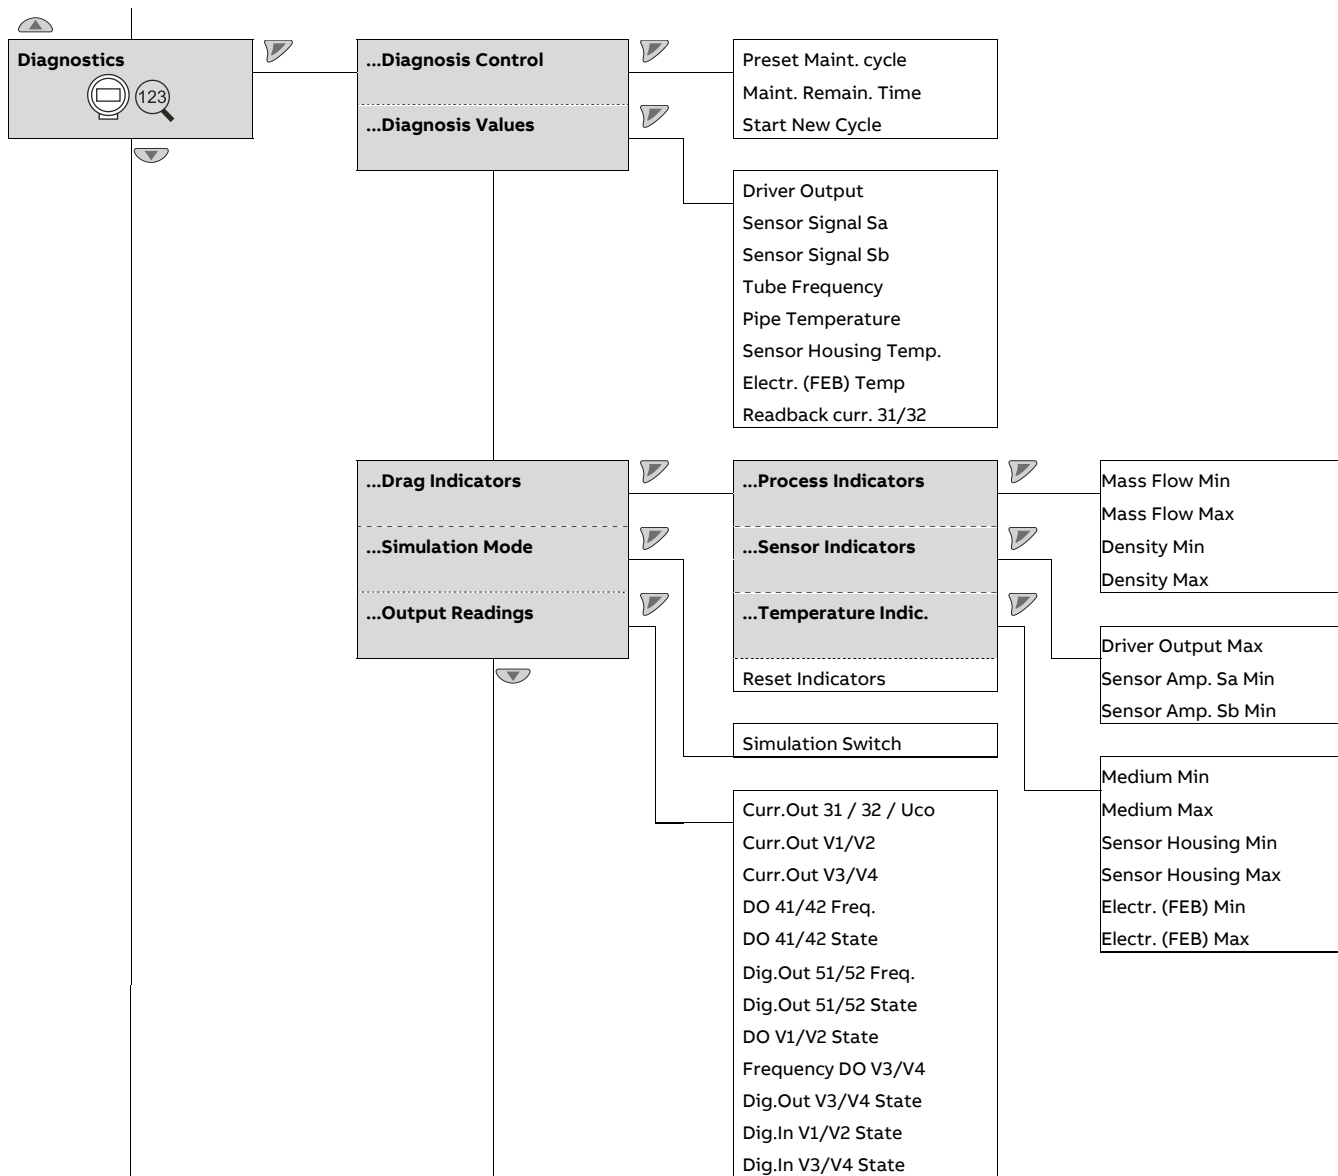 Diagnostics
123
...Diagnosis Control
...Diagnosis Values
Preset Maint. cycle
Maint. Remain. Time
Start New Cycle
Driver Output
Sensor Signal Sa
Sensor Signal Sb
Tube Frequency
Pipe Temperature
Sensor Housing Temp.
Electr. (FEB) Temp
Readback curr. 31/32
...Drag Indicators
...Simulation Mode
...Output Readings
...Process Indicators
...Sensor Indicators
...Temperature Indic.
Reset Indicators
Mass Flow Min
Mass Flow Max
Density Min
Density Max
Driver Output Max
Sensor Amp. Sa Min
Sensor Amp. Sb Min
Medium Min
Medium Max
Sensor Housing Min
Sensor Housing Max
Electr. (FEB) Min
Electr. (FEB) Max
Simulation Switch
Curr.Out 31 / 32 / Uco
Curr.Out V1/V2
Curr.Out V3/V4
DO 41/42 Freq.
DO 41/42 State
Dig.Out 51/52 Freq.
Dig.Out 51/52 State
DO V1/V2 State
Frequency DO V3/V4
Dig.Out V3/V4 State
Dig.In V1/V2 State
Dig.In V3/V4 State